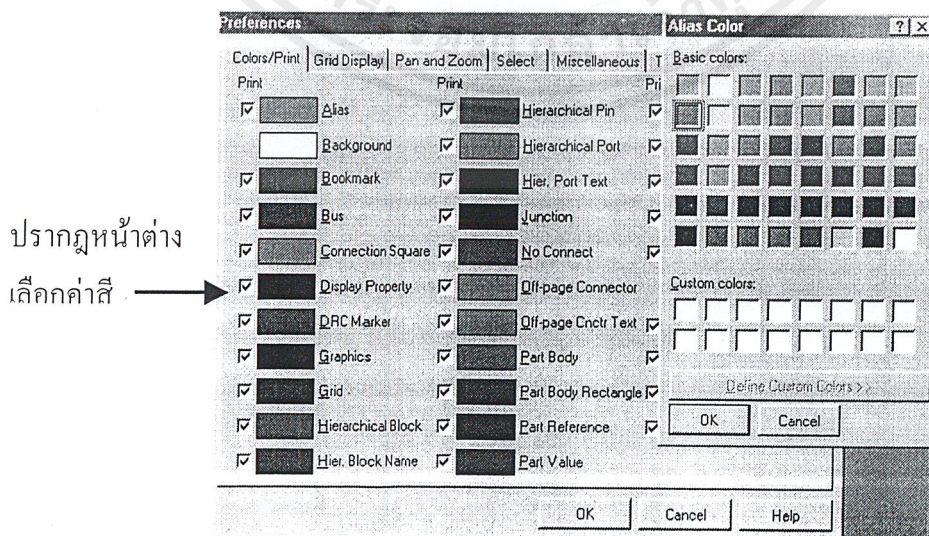 Preferences
Colors/Print Grid Display Pan and Zoom Select Miscellaneous T
Print Print Pri
Alias Hierarchical Pin
Background Hierarchical Port
Bookmark Hier. Port Text
Bus Junction
Connection Square No Connect
Display Property Off-page Connector
DRC Marker Off-page Cnctr Text
Graphics Part Body
Grid Part Body Rectangle
Hierarchical Block Part Reference
Hier. Block Name Part Value
OK Cancel Help
Alias Color
Basic colors:
Custom colors:
Define Custom Colors >>
OK Cancel
ปรากฎหน้าต่าง
เลือกค่าสี